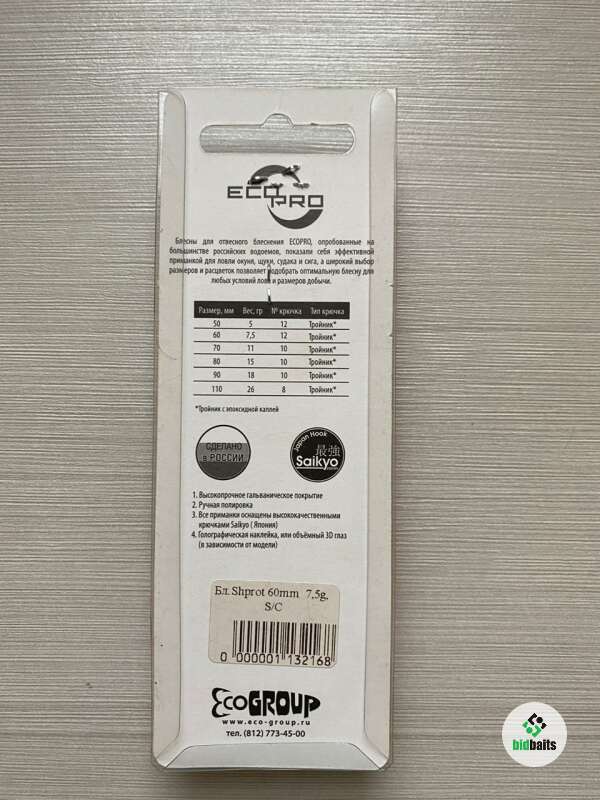 ECO
PRO
Блесны для отвесного блеснения ECOPRO, опробованные на
большинстве российских водоемов, показали себя эффективной
приманкой для ловли окуня, щуки, судака и сига, а широкий выбор
размеров и расцветок позволяет подобрать оптимальную блесну для
любых условий лова и размеров добычи.
Размер, мм Вес, гр № крючка Тип крючка
50 5 12 Тройник*
60 7,5 12 Тройник*
70 11 10 Тройник*
80 15 10 Тройник*
90 18 10 Тройник*
110 26 8 Тройник*
*Тройник с эпоксидной каплей
СДЕЛАНО
в РОССИИ
Japan Hook
最強
Saikyo
1. Высокопрочное гальваническое покрытие
2. Ручная полировка
3. Все приманки оснащены высококачественными
крючками Saikyo ( Япония)
4. Голографическая наклейка, или объёмный 3D глаз
(в зависимости от модели)
Бл.Shprot 60mm 7,5g,
S/C
0 000001 132168
EcoGROUP
www.eco-group.ru
тел. (812) 773-45-00
bidbaits